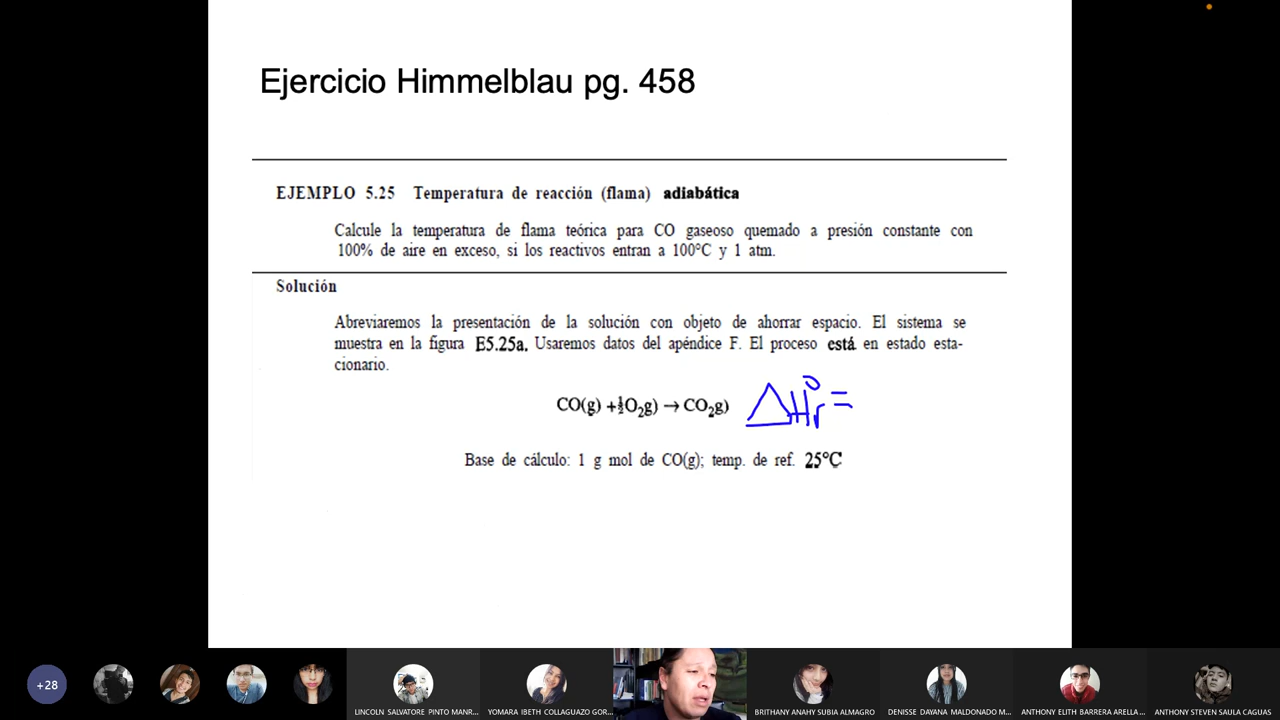 Ejercicio Himmelblau pg. 458
EJEMPLO 5.25 Temperatura de reacción (flama) adiabática
Calcule la temperatura de flama teórica para CO gaseoso quemado a presión constante con
100% de aire en exceso, si los reactivos entran a 100°C y 1 atm.
Solución
Abreviaremos la presentación de la solución con objeto de ahorrar espacio. El sistema se
muestra en la figura E5.25a. Usaremos datos del apéndice F. El proceso está en estado esta-
cionario.
CO(g) +½O₂g) → CO₂g) ΔH°r =
Base de cálculo: 1 g mol de CO(g); temp. de ref. 25°C
+28
LINCOLN SALVATORE PINTO MANR...
YOMARA IBETH COLLAGUAZO GOR...
BRITHANY ANAHY SUBIA ALMAGRO
DENISSE DAYANA MALDONADO M...
ANTHONY ELITH BARRERA ARELLA ...
ANTHONY STEVEN SAULA CAGUAS